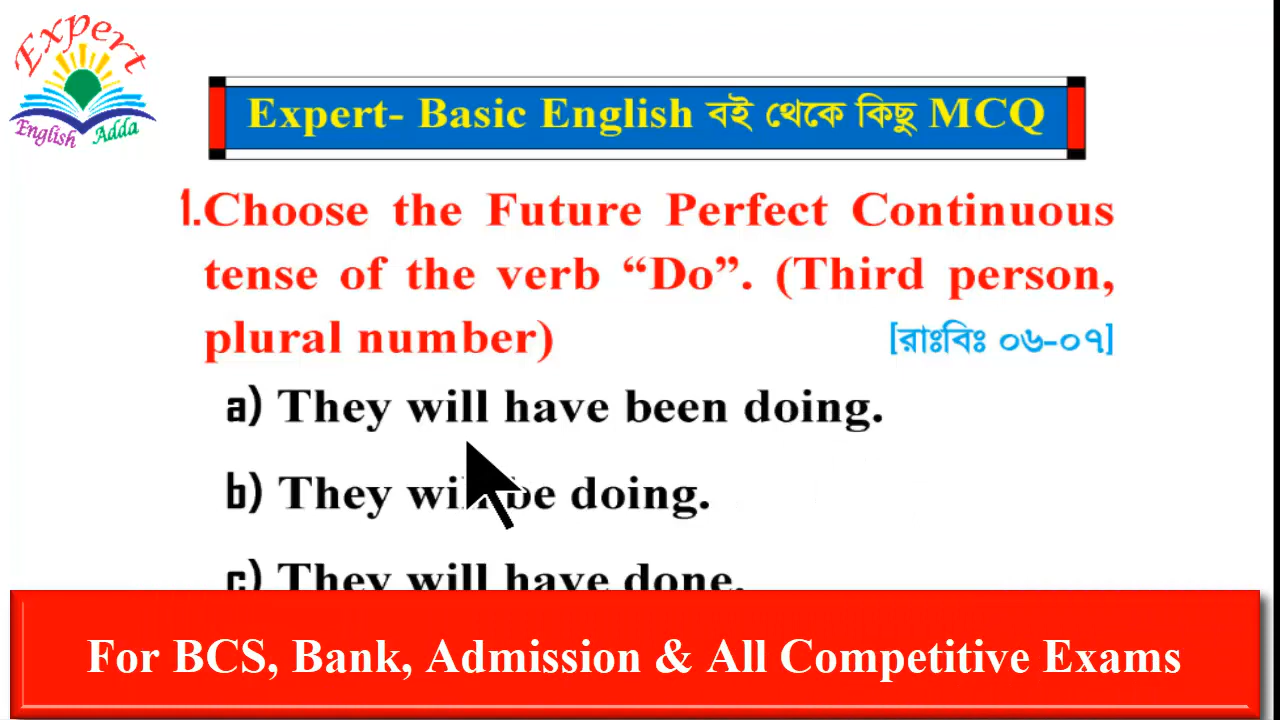 Expert
English Adda
Expert- Basic English বই থেকে কিছু MCQ
1.Choose the Future Perfect Continuous
tense of the verb “Do”. (Third person,
plural number)
[রাঃবিঃ ০৬-০৭]
a) They will have been doing.
b) They will be doing.
c) They will have done.
For BCS, Bank, Admission & All Competitive Exams